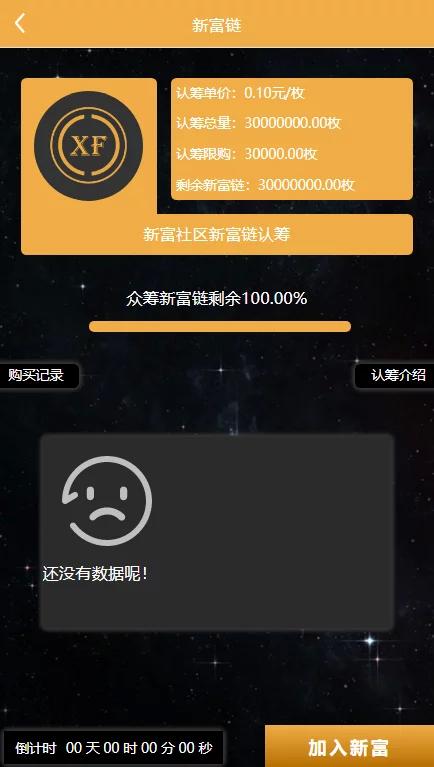 新富链
认筹单价：0.10元/枚
认筹总量：30000000.00枚
认筹限购：30000.00枚
剩余新富链：30000000.00枚
XF
新富社区新富链认筹
众筹新富链剩余100.00%
购买记录
认筹介绍
还没有数据呢！
倒计时 00 天 00 时 00 分 00 秒
加入新富